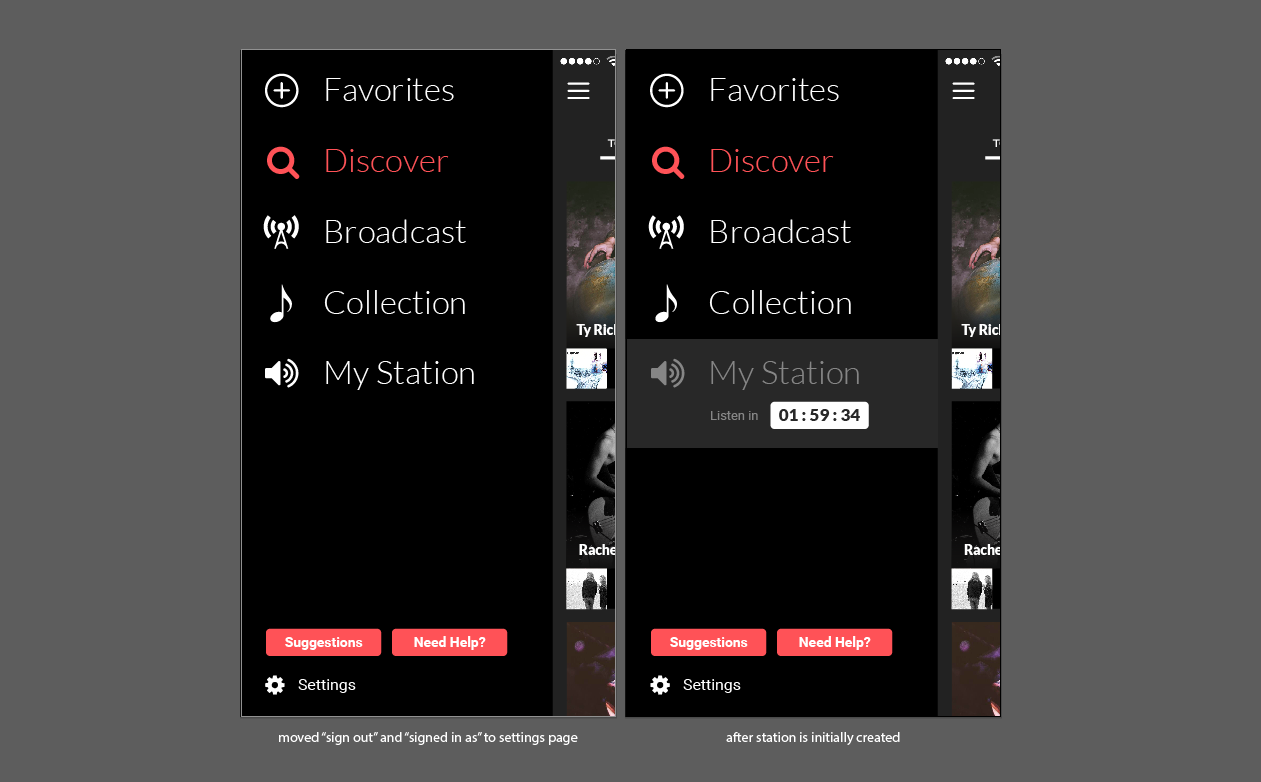 Favorites
Discover
Broadcast
Collection
My Station
Ty Ric
Rache
Suggestions Need Help?
Settings
moved “sign out” and “signed in as” to settings page
Favorites
Discover
Broadcast
Collection
My Station
Listen in 01:59:34
Ty Ric
Rache
Suggestions Need Help?
Settings
after station is initially created